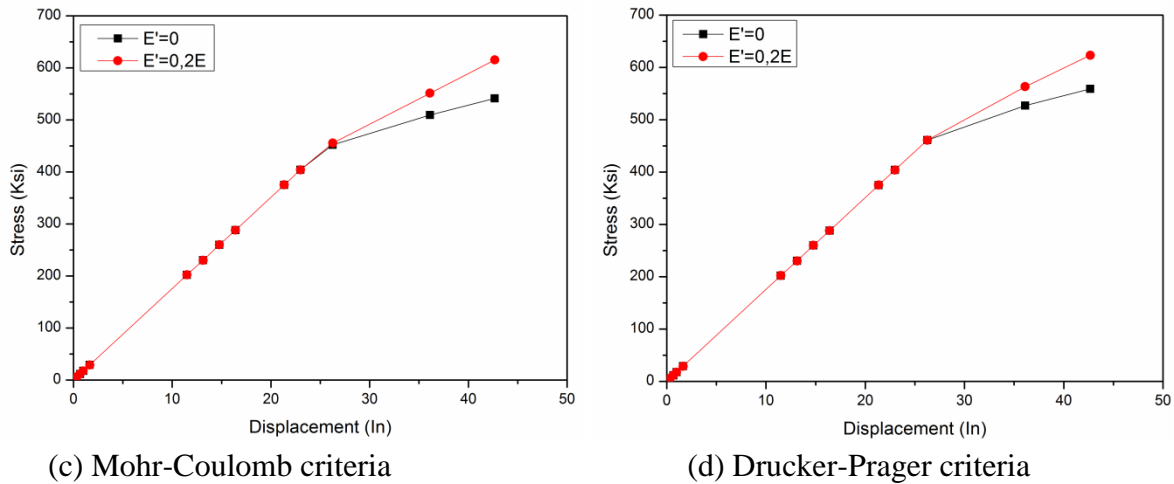 700
600
500
400
300
200
100
0
Stress (Ksi)
E'=0
E'=0,2E
0 10 20 30 40 50
Displacement (In)
(c) Mohr-Coulomb criteria
700
600
500
400
300
200
100
0
Stress (Ksi)
E'=0
E'=0,2E
0 10 20 30 40 50
Displacement (In)
(d) Drucker-Prager criteria